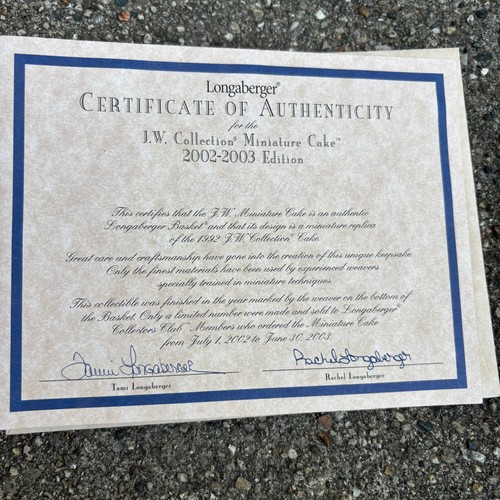 Longaberger®
CERTIFICATE OF AUTHENTICITY
for the
J.W. Collection® Miniature Cake™
2002-2003 Edition
This certifies that the J.W. Miniature Cake is an authentic
Longaberger Basket® and that its design is a miniature replica
of the 1992 J.W. Collection® Cake.
Great care and craftsmanship have gone into the creation of this unique keepsake.
Only the finest materials have been used by experienced weavers
specially trained in miniature techniques.
This collectible was finished in the year marked by the weaver on the bottom of
the Basket. Only a limited number were made and sold to Longaberger®
Collectors Club™ Members who ordered the Miniature Cake
from July 1, 2002 to June 30, 2003.
Tami Longaberger Rachel Longaberger
Tami Longaberger Rachel Longaberger